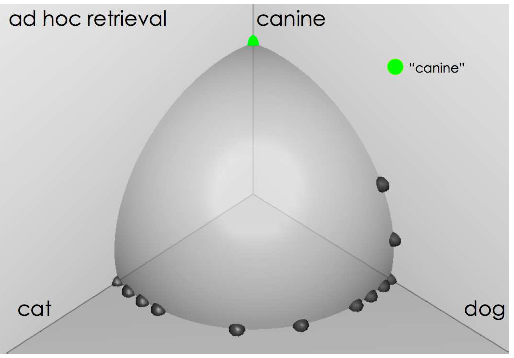 ad hoc retrieval
canine
"canine"
cat
dog